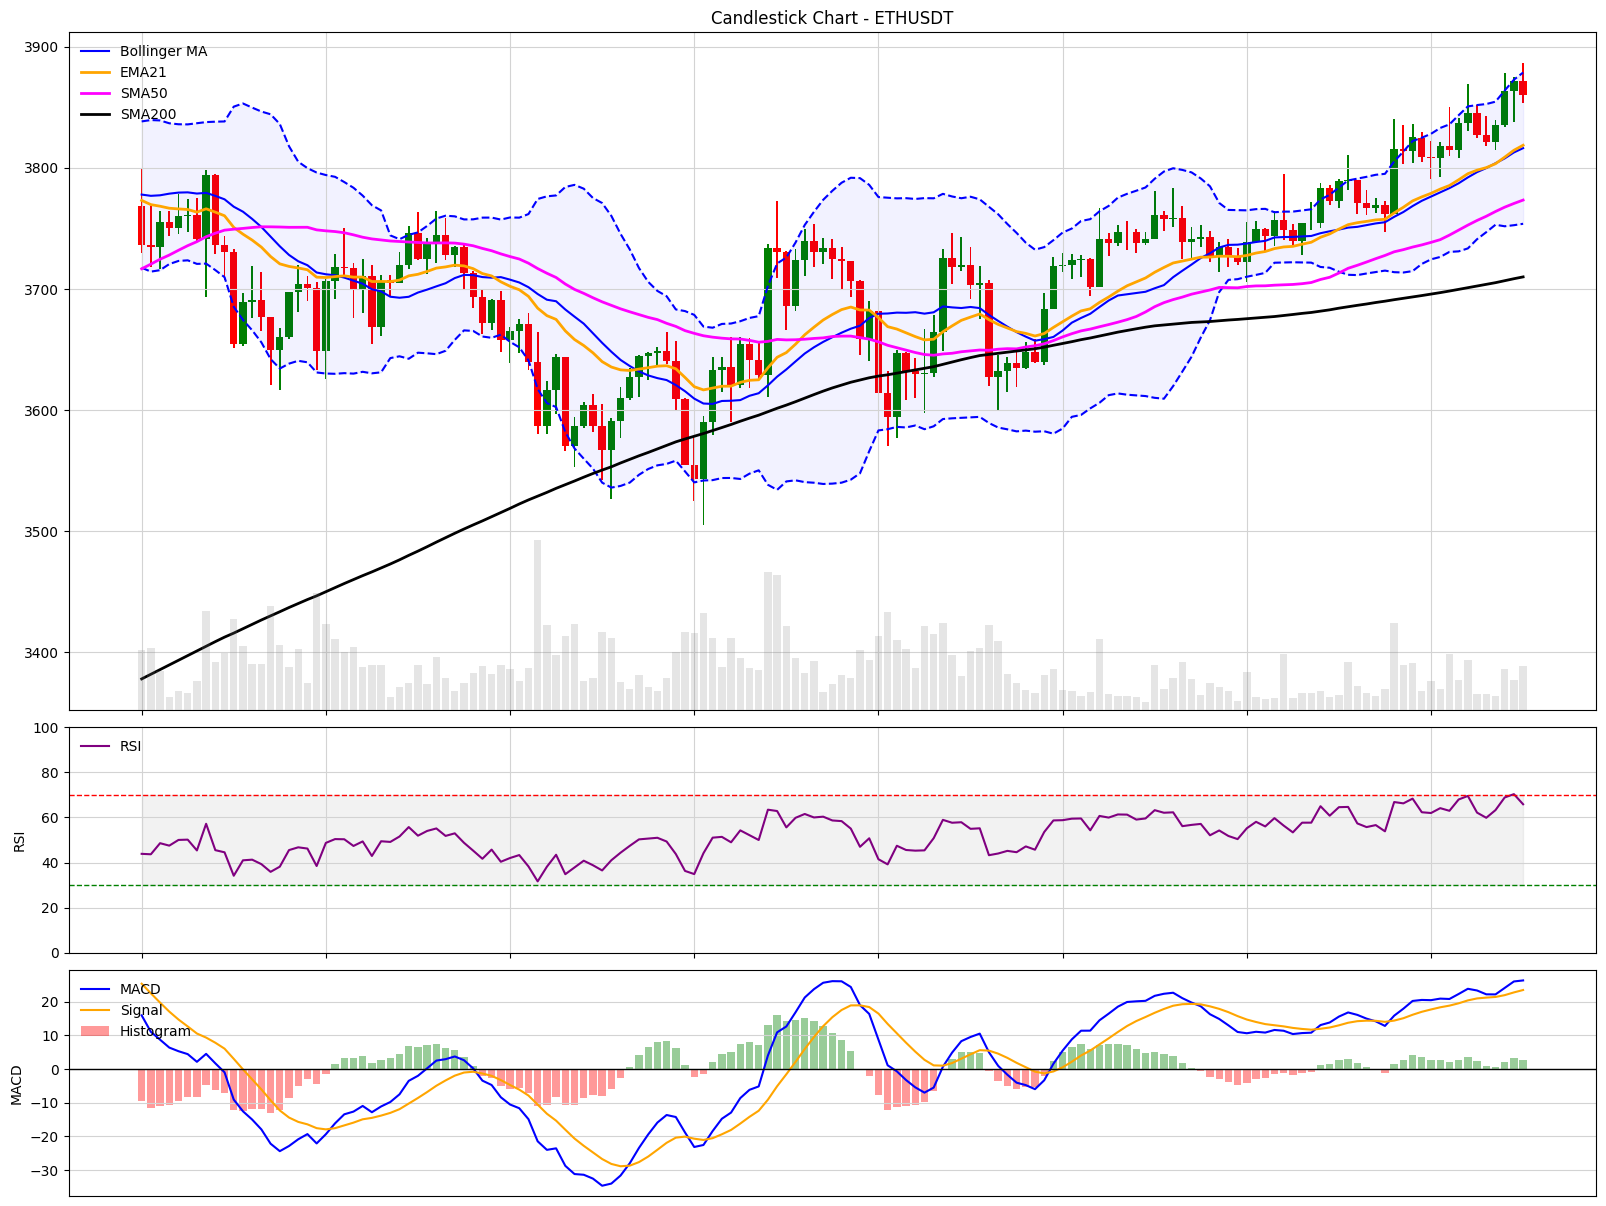 Candlestick Chart - ETHUSDT
3900
3800
3700
3600
3500
3400
Bollinger MA
EMA21
SMA50
SMA200
100
80
60
40
20
0
RSI
RSI
20
10
0
−10
−20
−30
MACD
MACD
Signal
Histogram